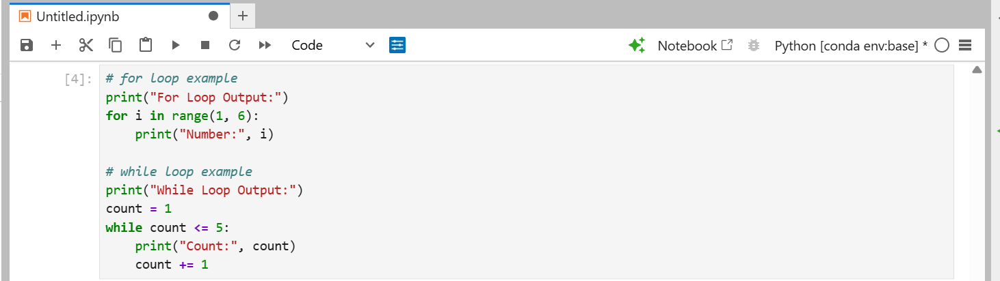 Untitled.ipynb
Code
Notebook
Python [conda env:base] *
[4]:
# for loop example
print("For Loop Output:")
for i in range(1, 6):
    print("Number:", i)

# while loop example
print("While Loop Output:")
count = 1
while count <= 5:
    print("Count:", count)
    count += 1